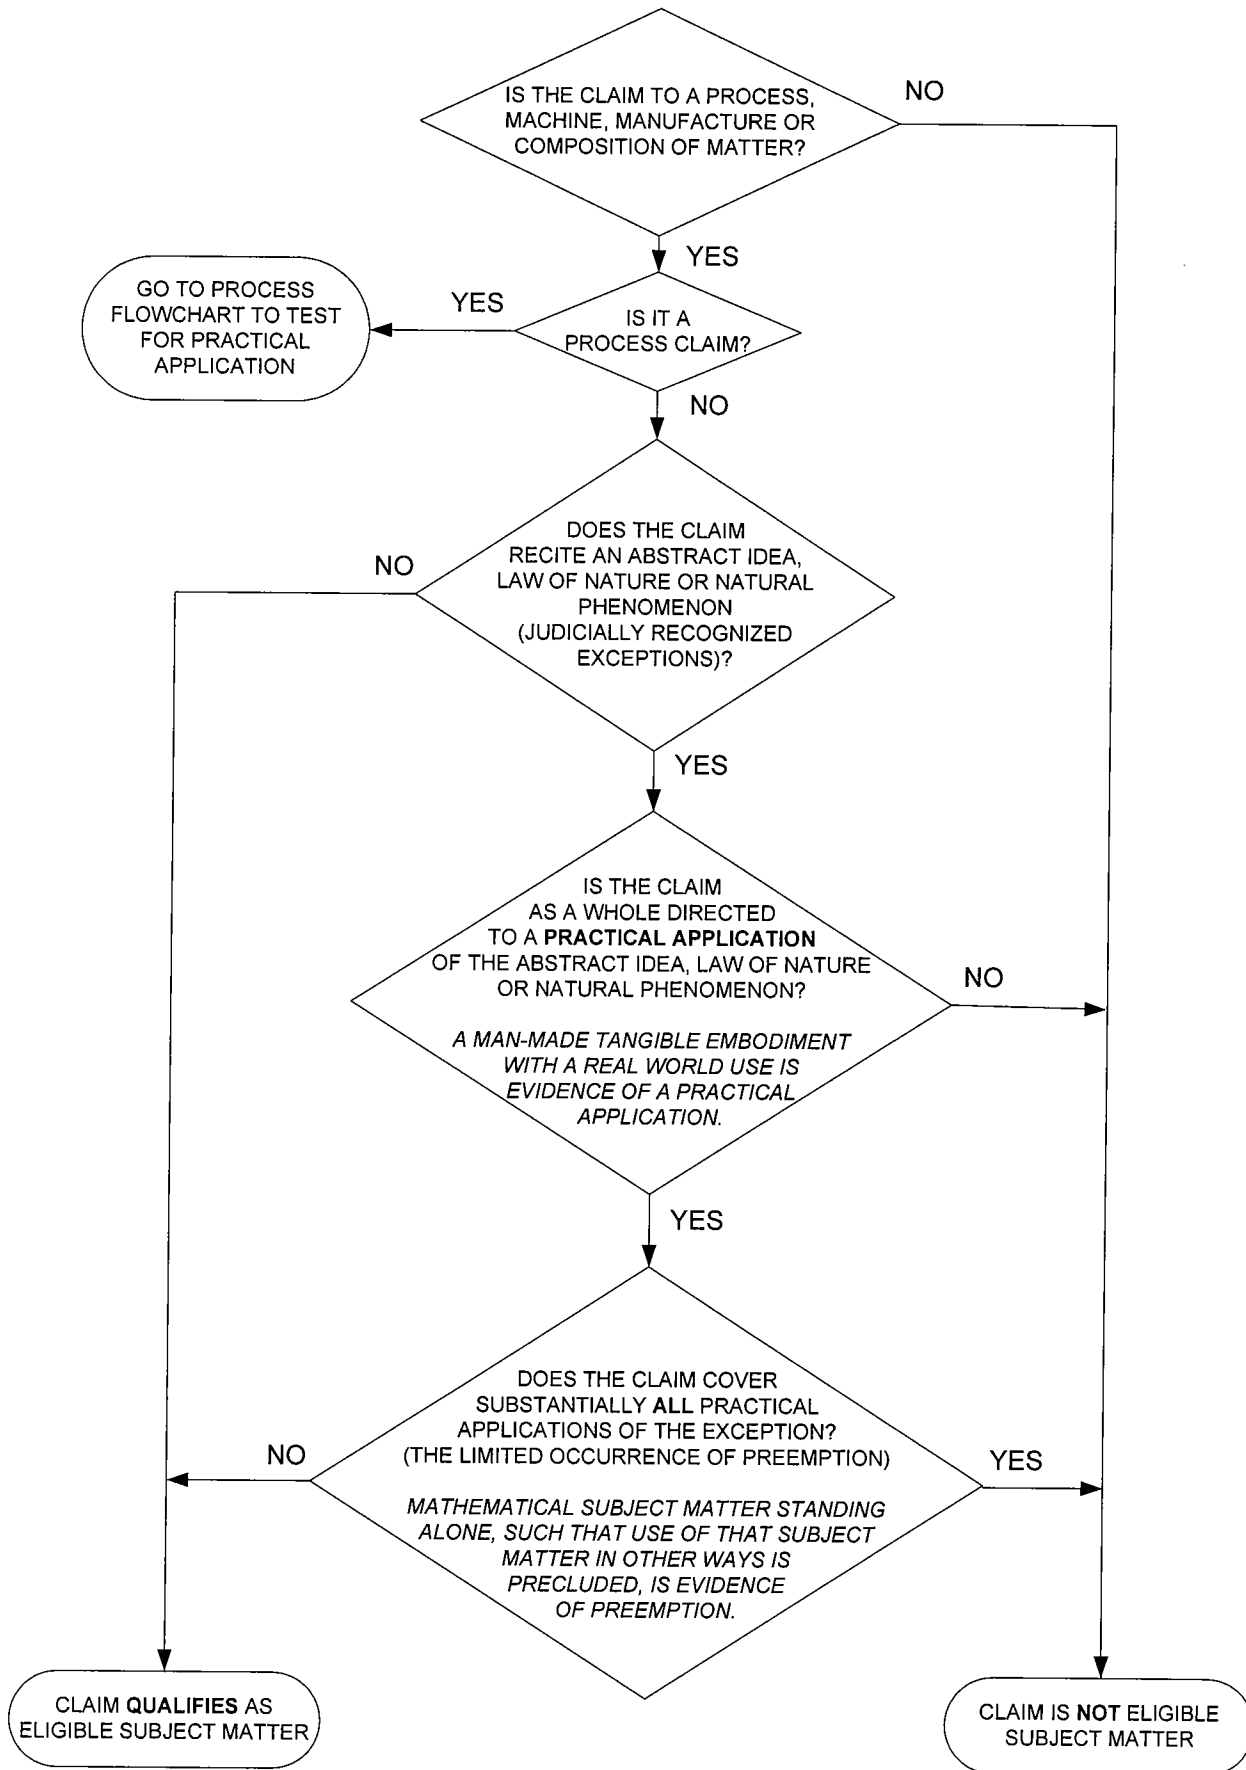 IS THE CLAIM TO A PROCESS,
MACHINE, MANUFACTURE OR
COMPOSITION OF MATTER?
NO
YES
GO TO PROCESS
FLOWCHART TO TEST
FOR PRACTICAL
APPLICATION
YES
IS IT A
PROCESS CLAIM?
NO
DOES THE CLAIM
RECITE AN ABSTRACT IDEA,
LAW OF NATURE OR NATURAL
PHENOMENON
(JUDICIALLY RECOGNIZED
EXCEPTIONS)?
NO
YES
IS THE CLAIM
AS A WHOLE DIRECTED
TO A PRACTICAL APPLICATION
OF THE ABSTRACT IDEA, LAW OF NATURE
OR NATURAL PHENOMENON?
A MAN-MADE TANGIBLE EMBODIMENT
WITH A REAL WORLD USE IS
EVIDENCE OF A PRACTICAL
APPLICATION.
NO
YES
DOES THE CLAIM COVER
SUBSTANTIALLY ALL PRACTICAL
APPLICATIONS OF THE EXCEPTION?
(THE LIMITED OCCURRENCE OF PREEMPTION)
MATHEMATICAL SUBJECT MATTER STANDING
ALONE, SUCH THAT USE OF THAT SUBJECT
MATTER IN OTHER WAYS IS
PRECLUDED, IS EVIDENCE
OF PREEMPTION.
NO
YES
CLAIM QUALIFIES AS
ELIGIBLE SUBJECT MATTER
CLAIM IS NOT ELIGIBLE
SUBJECT MATTER